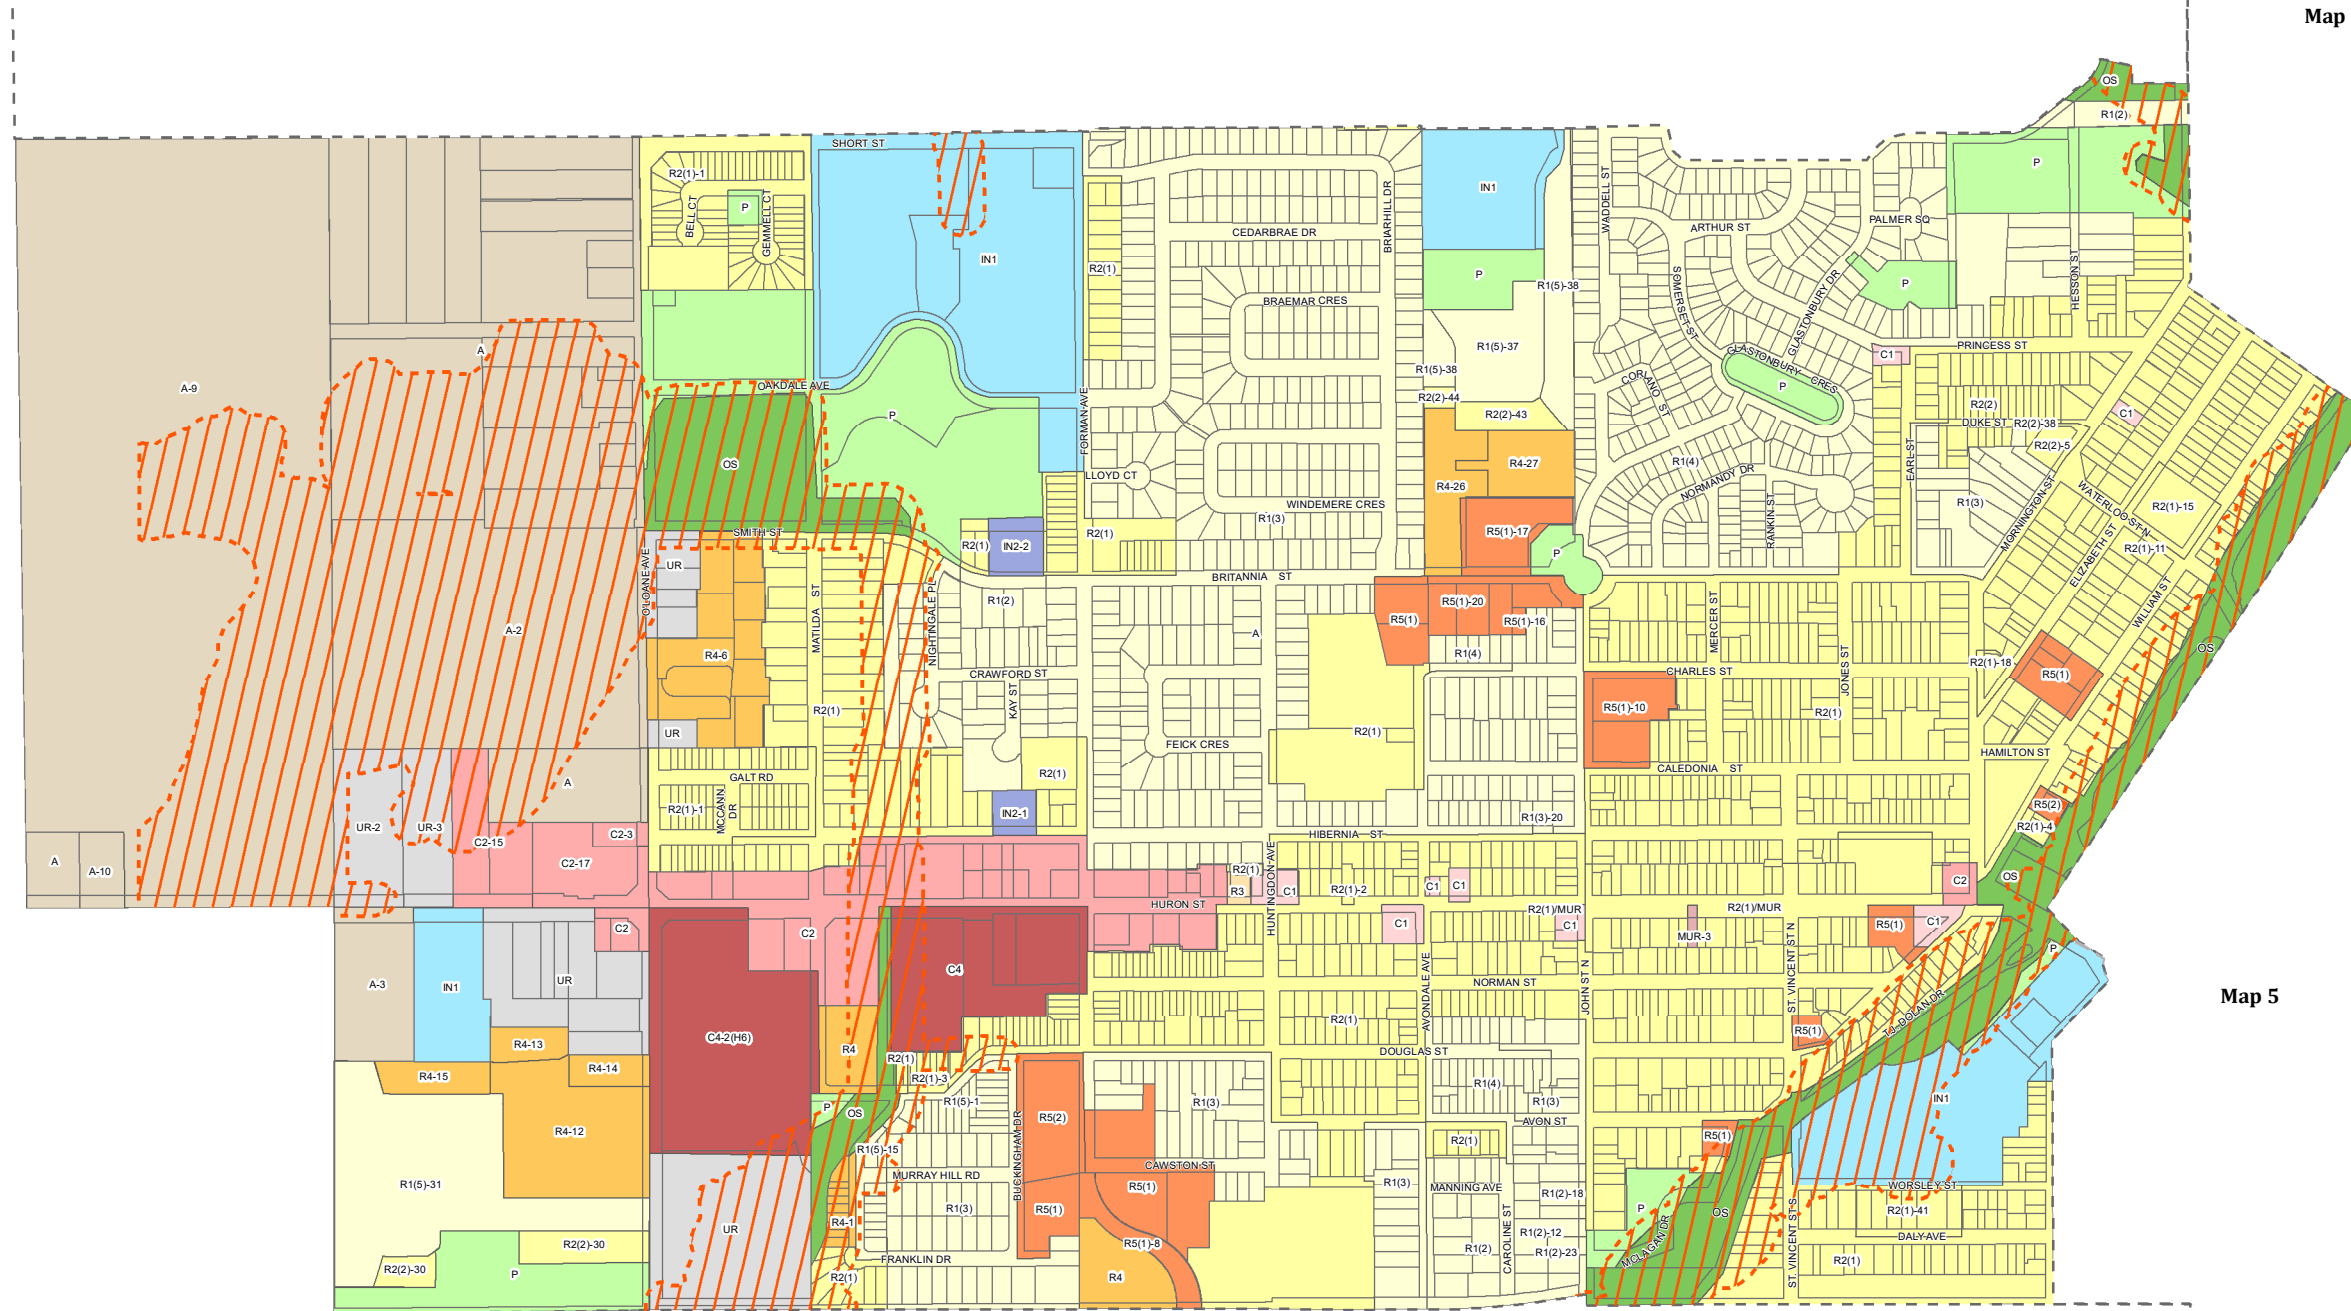 Map
OS
R1(2)
P
SHORT ST
R2(1)-1
BELL CT
P
GEMMELL CT
IN1
R2(1)
CEDARBRAE DR
BRIARHILL DR
IN1
WADDELL ST
ARTHUR ST
PALMER SQ
P
R1(5)-38
SOMERSET ST
GLASTONBURY DR
P
HESSON ST
BRAEMAR CRES
A
A-9
R1(5)-37
R1(5)-38
GLASTONBURY CRES
P
C1
PRINCESS ST
OAKDALE AVE
P
FORMAN AVE
R2(2)-44
R2(2)-43
CORIANO ST
R2(2)
DUKE ST
R2(2)-38
R2(2)-5
C1
EARL ST
OS
LLOYD CT
R4-26
R4-27
R1(4)
NORMANDY DR
R1(3)
MORNINGTON ST
WATERLOO ST N
R2(1)-15
WINDEMERE CRES
R1(3)
R2(1)
SMITH ST
R2(1)
IN2-2
R5(1)-17
P
RANKIN ST
ELIZABETH ST
R2(1)-11
UR
O'LOANE AVE
BRITANNIA ST
WILLIAM ST
MATILDA ST
NIGHTINGALE PL
R1(2)
R5(1)
R5(1)-20
R5(1)-16
MERCER ST
A-2
A
R4-6
R1(4)
OS
JONES ST
R2(1)-18
R5(1)
CRAWFORD ST
KAY ST
CHARLES ST
R2(1)
R5(1)-10
R2(1)
UR
FEICK CRES
R2(1)
HAMILTON ST
CALEDONIA ST
R2(1)
GALT RD
A
R2(1)-1
MCCANN DR
IN2-1
R1(3)-20
R5(2)
R2(1)-4
UR-2
UR-3
C2-15
C2-3
C2-17
HIBERNIA ST
A
A-10
HUNTINGDON AVE
R2(1)
R3
C1
R2(1)-2
C1
C1
C2
OS
HURON ST
C1
R2(1)/MUR
C1
MUR-3
R2(1)/MUR
R5(1)
C1
C2
C2
P
A-3
IN1
UR
C4
AVONDALE AVE
NORMAN ST
JOHN ST N
ST. VINCENT ST N
Map 5
C4-2(H6)
R4-13
R4
R2(1)
R2(1)
R5(1)
T.J. DOLAN DR
DOUGLAS ST
R4-15
R4-14
R2(1)-3
R1(4)
R1(3)
IN1
P
OS
R1(5)-1
BUCKINGHAM DR
R5(2)
R1(3)
R4-12
AVON ST
R5(1)
R2(1)
R1(5)-15
MURRAY HILL RD
CAWSTON ST
R1(5)-31
R5(1)
R1(3)
MANNING AVE
R1(2)-18
WORSLEY ST
UR
R4-1
R1(3)
R5(1)
CAROLINE ST
P
OS
ST. VINCENT ST S
R2(1)-41
R2(2)-30
R5(1)-8
R1(2)
R1(2)-12
R1(2)-23
MCLAGAN DR
DALY AVE
FRANKLIN DR
R2(2)-30
P
R2(1)
R4
R2(1)